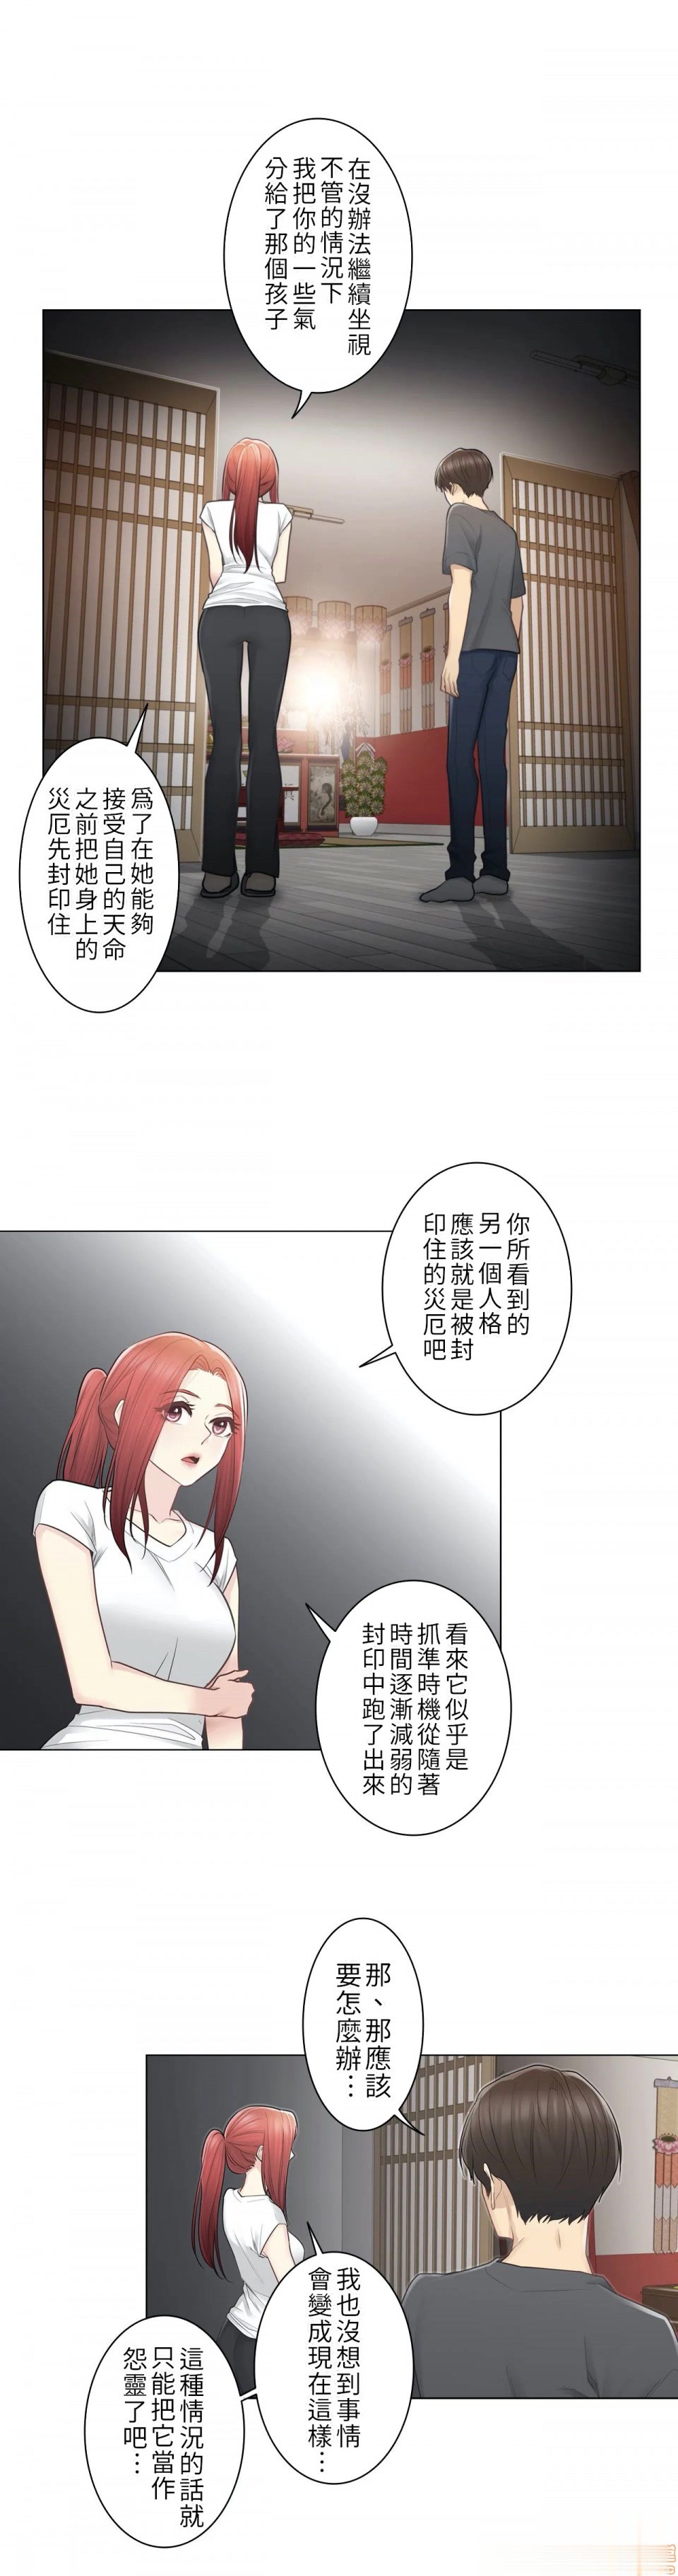 在沒辦法繼續坐視
不管的情況下
我把你的一些氣
分給了那個孩子
爲了在她能夠
接受自己的天命
之前把她身上的
災厄先封印住
你所看到的
另一個人格
應該就是被封
印住的災厄吧
看來它似乎是
抓準時機從隨著
時間逐漸減弱的
封印中跑了出來
那、那應該
要怎麼辦…
我也沒想到事情
會變成現在這樣…
這種情況的話就
只能把它當作
怨靈了吧…